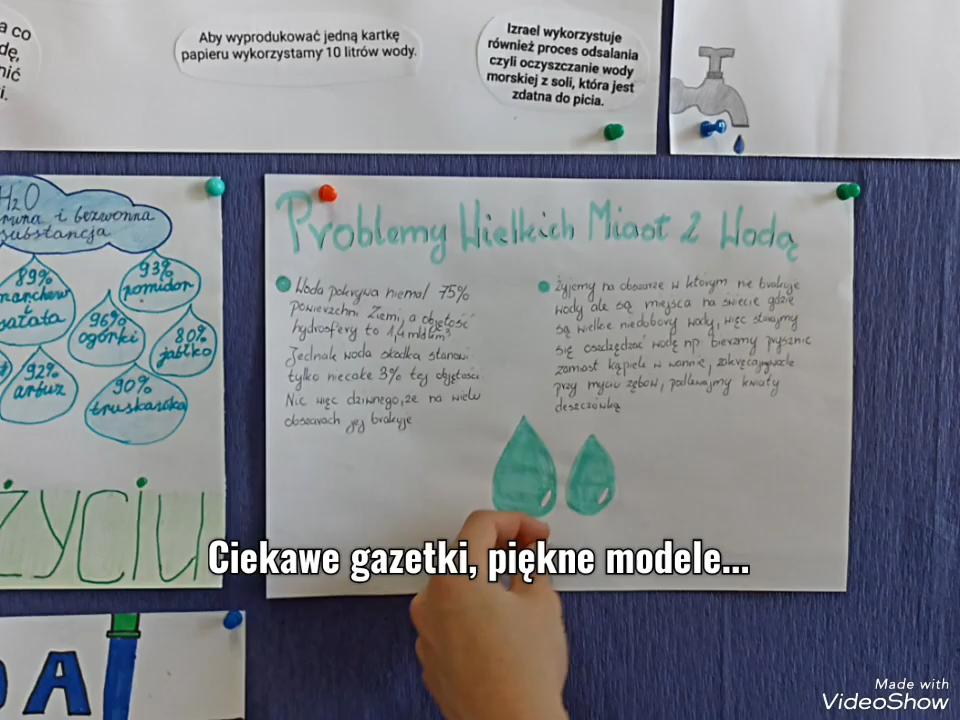 a co
dę,
nić
i.
Aby wyprodukować jedną kartkę
papieru wykorzystamy 10 litrów wody.
Izrael wykorzystuje
również proces odsalania
czyli oczyszczanie wody
morskiej z soli, która jest
zdatna do picia.
H2O
i bezwonna
substancja
89%
marchew
sałata
93%
pomidor
96%
ogórki
80%
jabłko
92%
arbuz
90%
truskawka
ŻYCIU
DA
Problemy Wielkich Miast z Wodą
Woda pokrywa niemal 75%
powierzchni Ziemi, a objętość
hydrosfery to 1,4 mld km³
Jednak woda słodka stanowi
tylko niecałe 3% tej objętości.
Nic więc dziwnego, że na wielu
obszarach jej brakuje
Żyjemy na obszarze w którym nie brakuje
wody ale są miejsca na świecie gdzie
są wielkie niedobory wody, więc starajmy
się oszczędzać wodę np. bierzmy prysznic
zamiast kąpieli w wannie, zakręcajmy wodę
przy myciu zębów, podlewajmy kwiaty
deszczówką
Ciekawe gazetki, piękne modele...
Made with
VideoShow